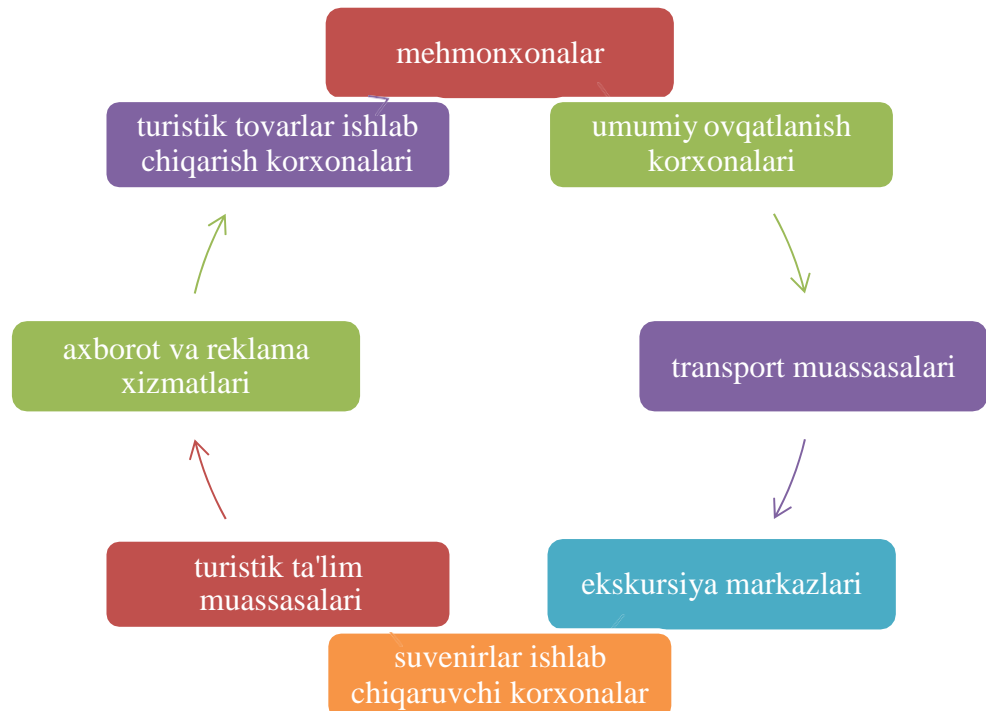 mehmonxonalar
umumiy ovqatlanish
korxonalari
transport muassasalari
ekskursiya markazlari
suvenirlar ishlab
chiqaruvchi korxonalar
turistik ta'lim
muassasalari
axborot va reklama
xizmatlari
turistik tovarlar ishlab
chiqarish korxonalari